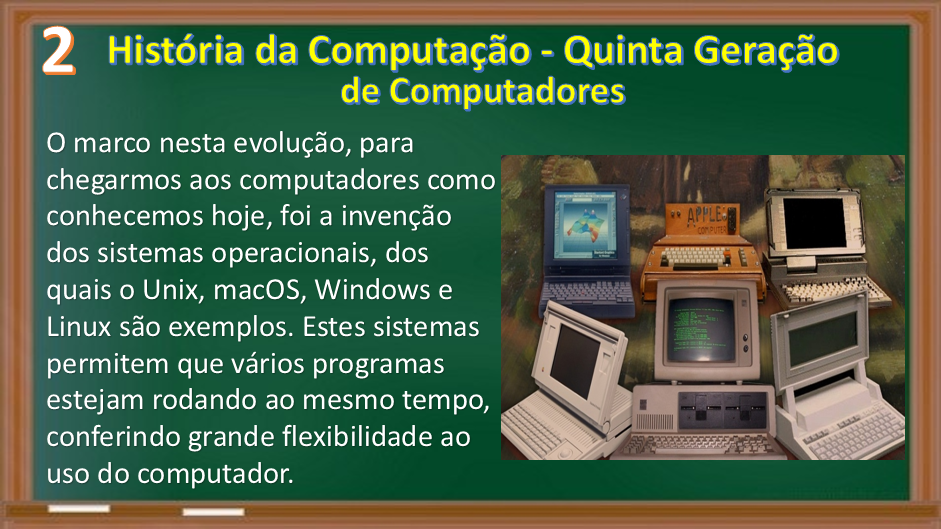 2
História da Computação - Quinta Geração
de Computadores
O marco nesta evolução, para
chegarmos aos computadores como
conhecemos hoje, foi a invenção
dos sistemas operacionais, dos
quais o Unix, macOS, Windows e
Linux são exemplos. Estes sistemas
permitem que vários programas
estejam rodando ao mesmo tempo,
conferindo grande flexibilidade ao
uso do computador.
APPLE
COMPUTER